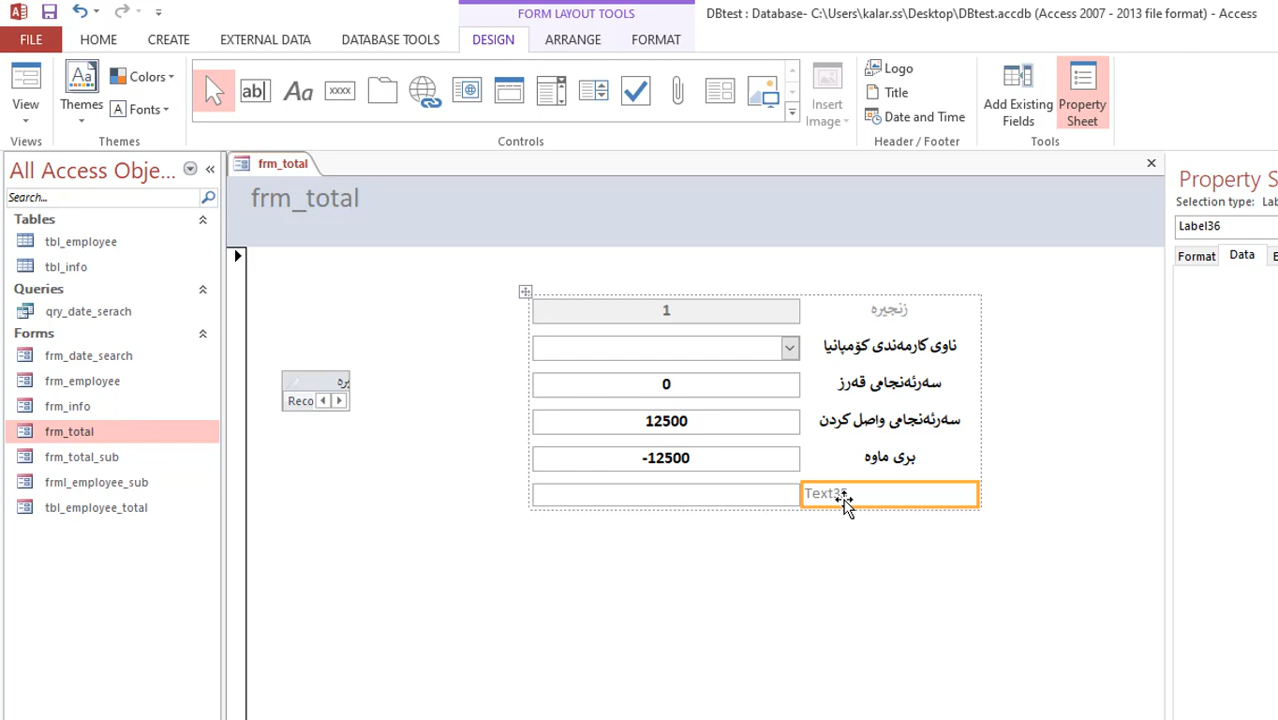 DBtest : Database- C:\Users\kalar.ss\Desktop\DBtest.accdb (Access 2007 - 2013 file format) - Access
FORM LAYOUT TOOLS
FILE HOME CREATE EXTERNAL DATA DATABASE TOOLS DESIGN ARRANGE FORMAT
View
Views
Themes
Colors
Fonts
Themes
Aa
xxxx
Controls
Insert Image
Logo
Title
Date and Time
Header / Footer
Add Existing Fields
Property Sheet
Tools
All Access Obje...
Search...
Tables
tbl_employee
tbl_info
Queries
qry_date_serach
Forms
frm_date_search
frm_employee
frm_info
frm_total
frm_total_sub
frml_employee_sub
tbl_employee_total
frm_total
frm_total
زنجیرە
1
ناوی کارمەندی کۆمپانیا
سەرئەنجامی قەرز
0
سەرئەنجامی واصل کردن
12500
بری ماوە
-12500
Reco
Property S
Selection type: Lab
Label36
Format Data E